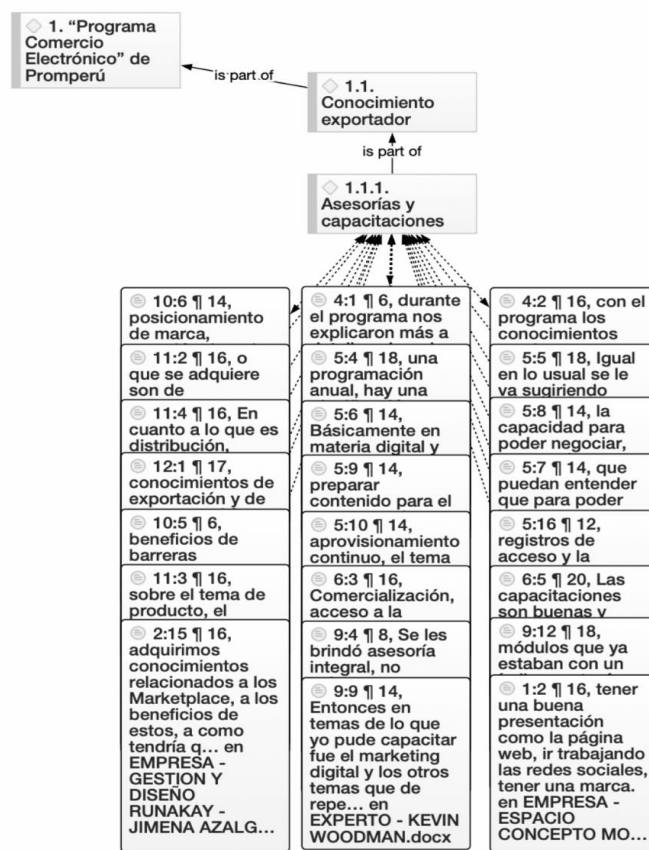 1. “Programa
Comercio
Electrónico” de
Promperú
is part of
1.1.
Conocimiento
exportador
is part of
1.1.1.
Asesorías y
capacitaciones
10:6 ¶ 14,
posicionamiento
de marca,
11:2 ¶ 16, o
que se adquiere
son de
11:4 ¶ 16, En
cuanto a lo que es
distribución,
12:1 ¶ 17,
conocimientos de
exportación y de
10:5 ¶ 6,
beneficios de
barreras
11:3 ¶ 16,
sobre el tema de
producto, el
2:15 ¶ 16,
adquirimos
conocimientos
relacionados a los
Marketplace, a los
beneficios de
estos, a como
tendría q... en
EMPRESA -
GESTION Y
DISEÑO
RUNAKAY -
JIMENA AZALG...
4:1 ¶ 6, durante
el programa nos
explicaron más a
5:4 ¶ 18, una
programación
anual, hay una
5:6 ¶ 14,
Básicamente en
materia digital y
5:9 ¶ 14,
preparar
contenido para el
5:10 ¶ 14,
aprovisionamiento
continuo, el tema
6:3 ¶ 16,
Comercialización,
acceso a la
9:4 ¶ 8, Se les
brindó asesoría
integral, no
9:9 ¶ 14,
Entonces en
temas de lo que
yo pude capacitar
fue el marketing
digital y los otros
temas que de
repe... en
EXPERTO - KEVIN
WOODMAN.docx
4:2 ¶ 16, con el
programa los
conocimientos
5:5 ¶ 18, Igual
en lo usual se le
va sugiriendo
5:8 ¶ 14, la
capacidad para
poder negociar,
5:7 ¶ 14, que
puedan entender
que para poder
5:16 ¶ 12,
registros de
acceso y la
6:5 ¶ 20, Las
capacitaciones
son buenas y
9:12 ¶ 18,
módulos que ya
estaban con un
1:2 ¶ 16, tener
una buena
presentación
como la página
web, ir trabajando
las redes sociales,
tener una marca.
en EMPRESA -
ESPACIO
CONCEPTO MO...